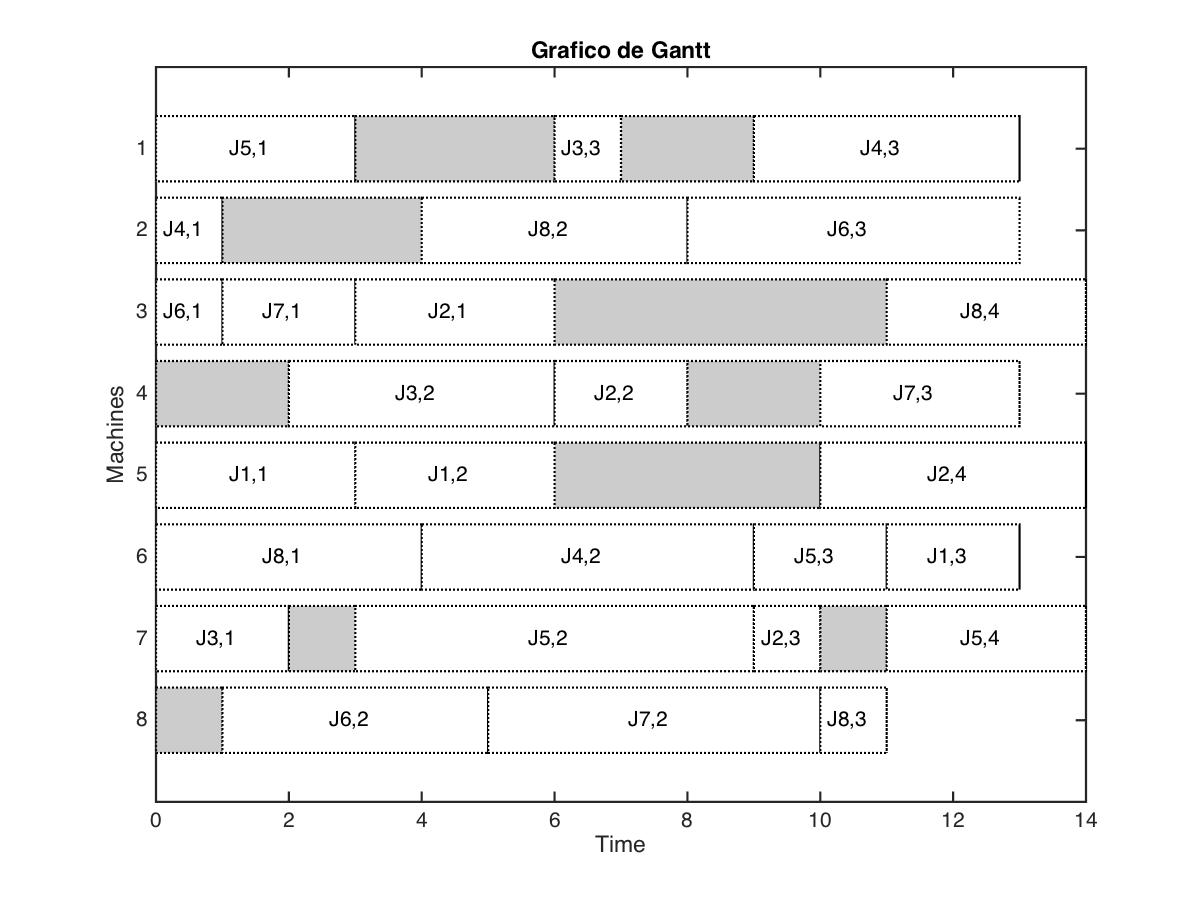 Grafico de Gantt
Machines
1 J5,1 J3,3 J4,3
2 J4,1 J8,2 J6,3
3 J6,1 J7,1 J2,1 J8,4
4 J3,2 J2,2 J7,3
5 J1,1 J1,2 J2,4
6 J8,1 J4,2 J5,3 J1,3
7 J3,1 J5,2 J2,3 J5,4
8 J6,2 J7,2 J8,3
0 2 4 6 8 10 12 14
Time